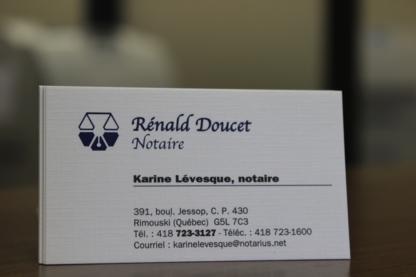 Rénald Doucet
Notaire
Karine Lévesque, notaire
391, boul. Jessop, C. P. 430
Rimouski (Québec) G5L 7C3
Tél. : 418 723-3127 - Téléc. : 418 723-1600
Courriel : karinelevesque@notarius.net